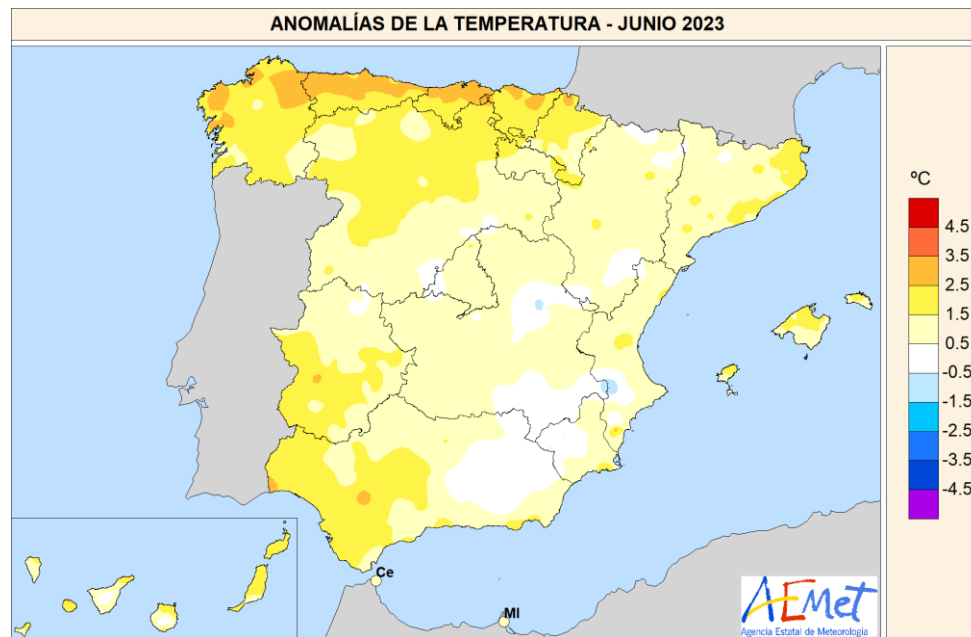 ANOMALÍAS DE LA TEMPERATURA - JUNIO 2023
ºC
4.5
3.5
2.5
1.5
0.5
-0.5
-1.5
-2.5
-3.5
-4.5
Ce
Ml
AEMet
Agencia Estatal de Meteorología